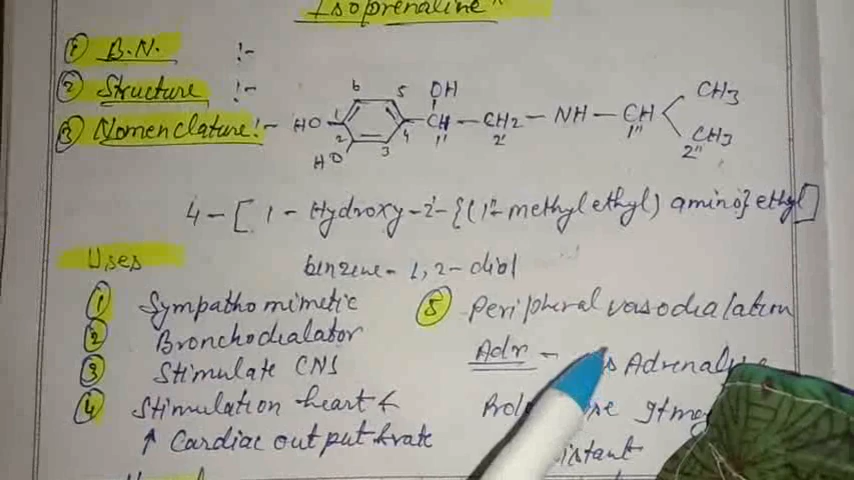 Isoprenaline"
① B.N. :-
② Structure :-
③ Nomenclature :-
6 5 OH CH3
HO 1 4 CH — CH2 — NH — CH
2 3 1' 2' 1" CH3
HO 2"
4 - [ 1 - Hydroxy - 2' - {(1"- methyl ethyl) amino} ethyl]
benzene - 1, 2 - diol
Uses
① Sympathomimetic
② Bronchodialator
③ Stimulate CNS
④ Stimulation heart &
↑ Cardiac output & rate
⑤ Peripheral vasodialation
Adr -